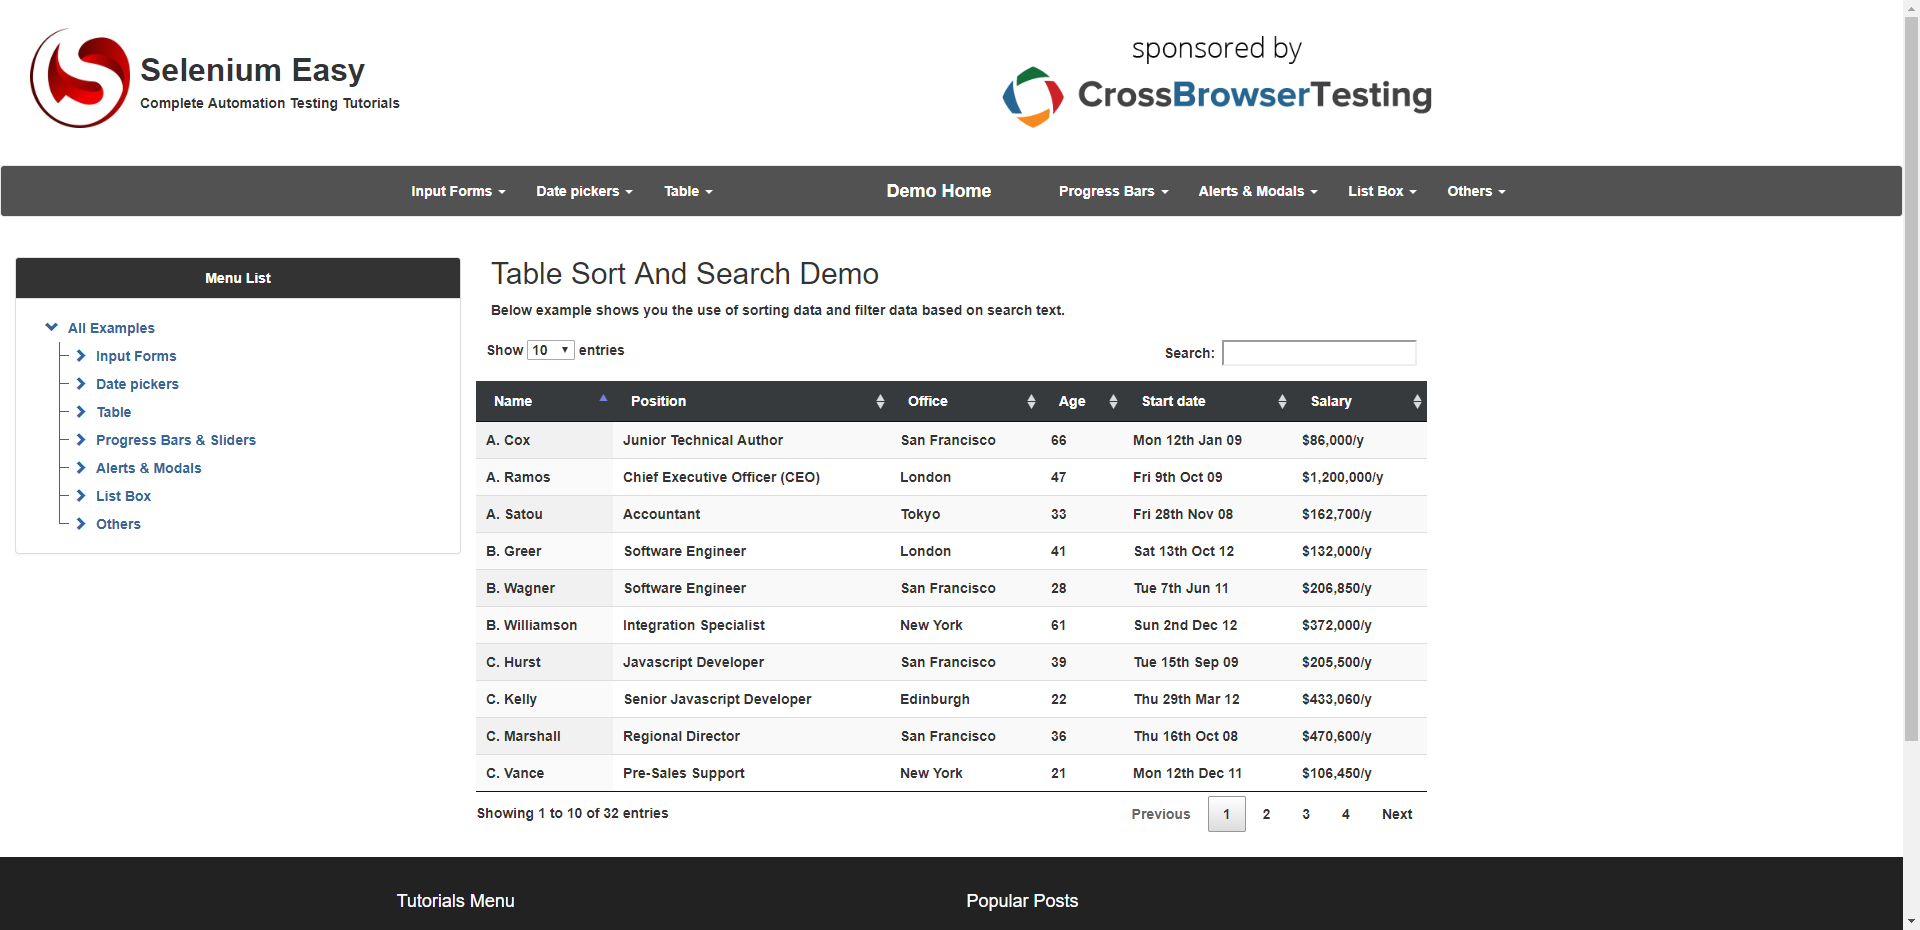 Selenium Easy
Complete Automation Testing Tutorials
sponsored by
CrossBrowserTesting
Input Forms Date pickers Table Demo Home Progress Bars Alerts & Modals List Box Others
Menu List
All Examples
Input Forms
Date pickers
Table
Progress Bars & Sliders
Alerts & Modals
List Box
Others
Table Sort And Search Demo
Below example shows you the use of sorting data and filter data based on search text.
Show 10 entries
Search:
Name Position Office Age Start date Salary
A. Cox Junior Technical Author San Francisco 66 Mon 12th Jan 09 $86,000/y
A. Ramos Chief Executive Officer (CEO) London 47 Fri 9th Oct 09 $1,200,000/y
A. Satou Accountant Tokyo 33 Fri 28th Nov 08 $162,700/y
B. Greer Software Engineer London 41 Sat 13th Oct 12 $132,000/y
B. Wagner Software Engineer San Francisco 28 Tue 7th Jun 11 $206,850/y
B. Williamson Integration Specialist New York 61 Sun 2nd Dec 12 $372,000/y
C. Hurst Javascript Developer San Francisco 39 Tue 15th Sep 09 $205,500/y
C. Kelly Senior Javascript Developer Edinburgh 22 Thu 29th Mar 12 $433,060/y
C. Marshall Regional Director San Francisco 36 Thu 16th Oct 08 $470,600/y
C. Vance Pre-Sales Support New York 21 Mon 12th Dec 11 $106,450/y
Showing 1 to 10 of 32 entries
Previous 1 2 3 4 Next
Tutorials Menu
Popular Posts